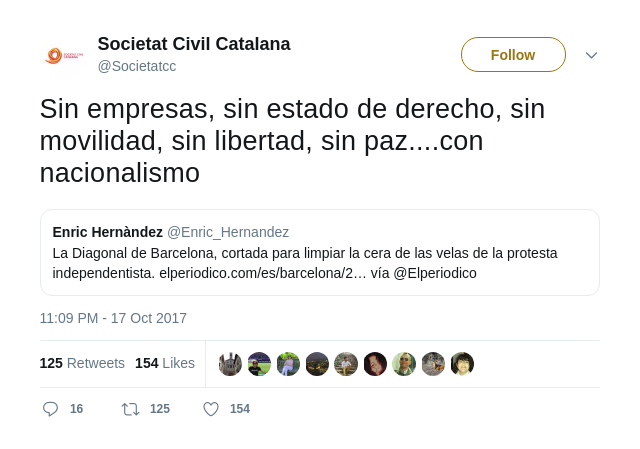 Societat Civil Catalana
@Societatcc
Follow
Sin empresas, sin estado de derecho, sin
movilidad, sin libertad, sin paz....con
nacionalismo
Enric Hernàndez @Enric_Hernandez
La Diagonal de Barcelona, cortada para limpiar la cera de las velas de la protesta
independentista. elperiodico.com/es/barcelona/2… vía @Elperiodico
11:09 PM - 17 Oct 2017
125 Retweets 154 Likes
16 125 154